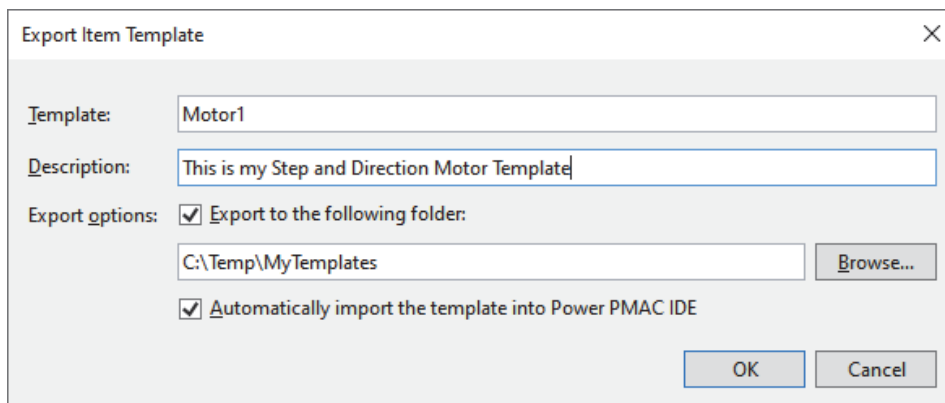 Export Item Template
Template: Motor1
Description: This is my Step and Direction Motor Template
Export options: Export to the following folder:
C:\Temp\MyTemplates Browse...
Automatically import the template into Power PMAC IDE
OK Cancel